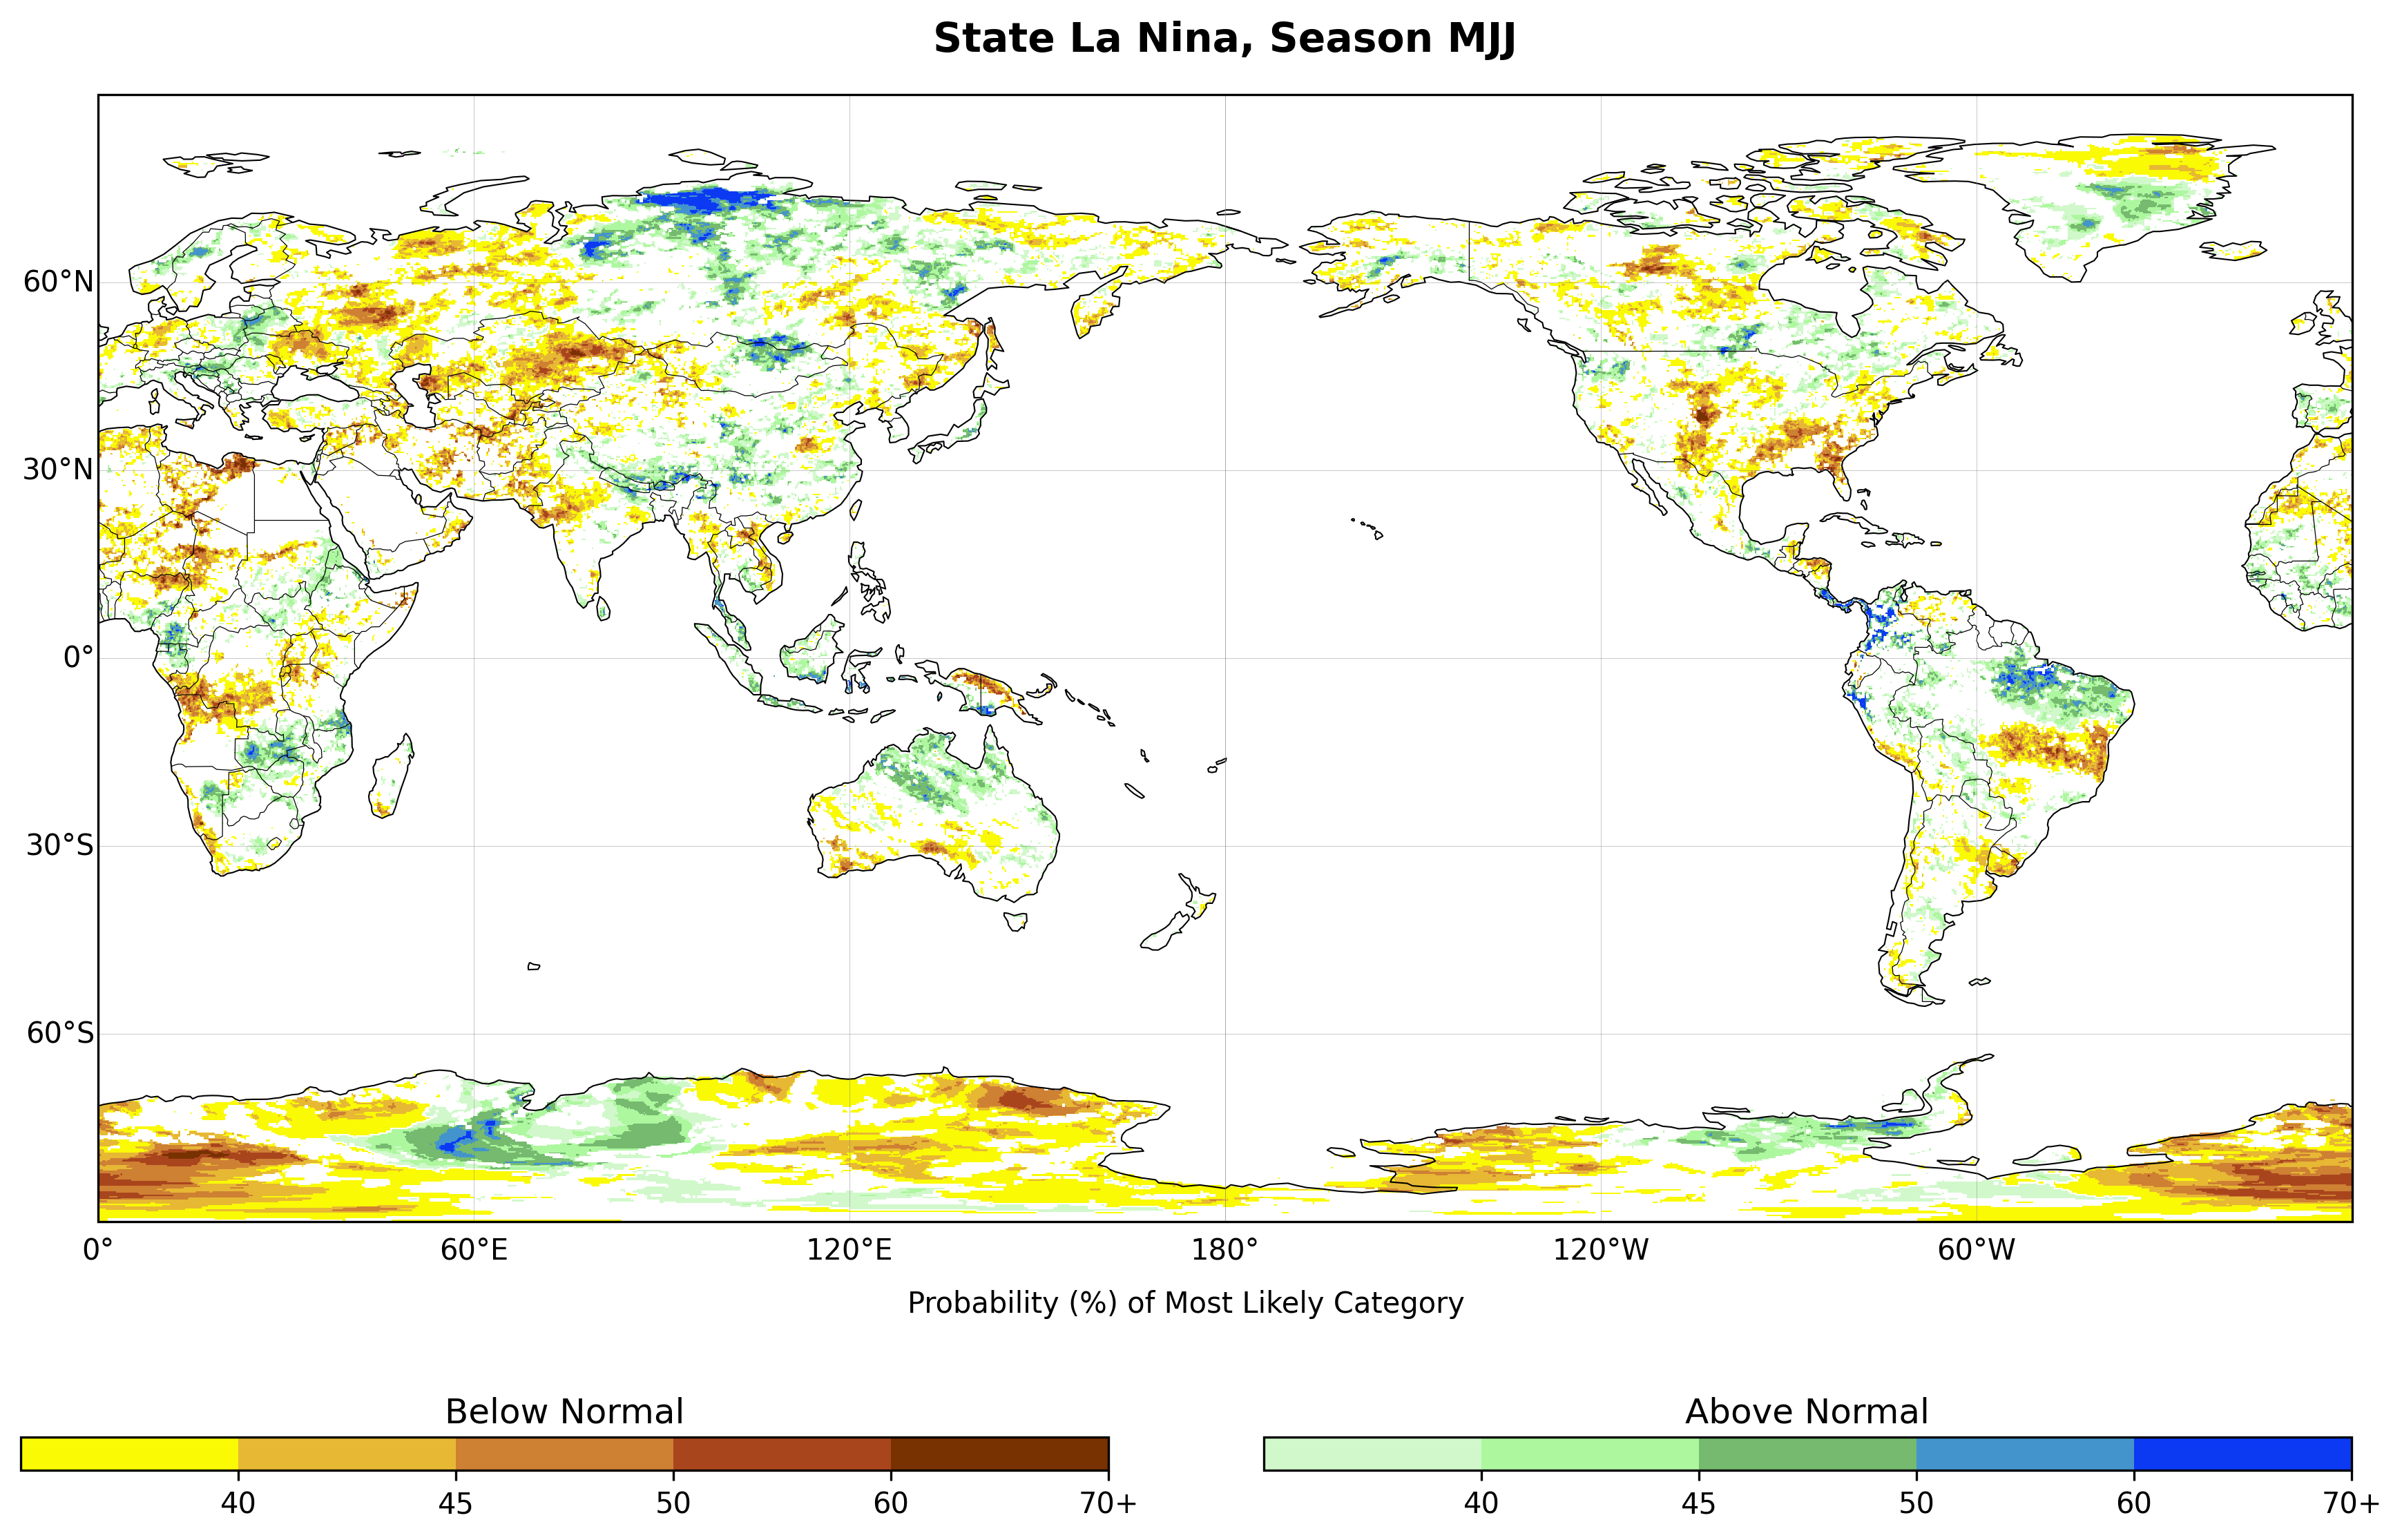 State La Nina, Season MJJ
60°N
30°N
0°
30°S
60°S
0° 60°E 120°E 180° 120°W 60°W
Probability (%) of Most Likely Category
Below Normal Above Normal
40 45 50 60 70+ 40 45 50 60 70+